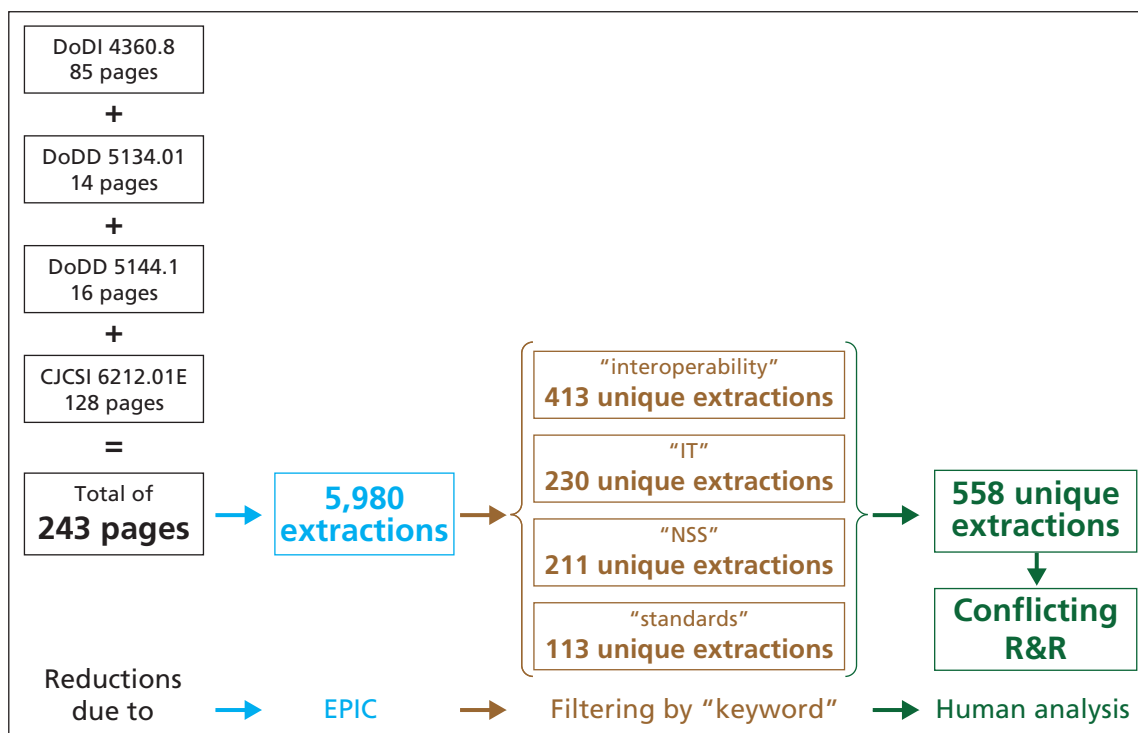 DoDI 4360.8
85 pages
+
DoDD 5134.01
14 pages
+
DoDD 5144.1
16 pages
+
CJCSI 6212.01E
128 pages
=
Total of
243 pages
5,980
extractions
“interoperability”
413 unique extractions
“IT”
230 unique extractions
“NSS”
211 unique extractions
“standards”
113 unique extractions
558 unique
extractions
Conflicting
R&R
Reductions
due to
EPIC
Filtering by “keyword”
Human analysis